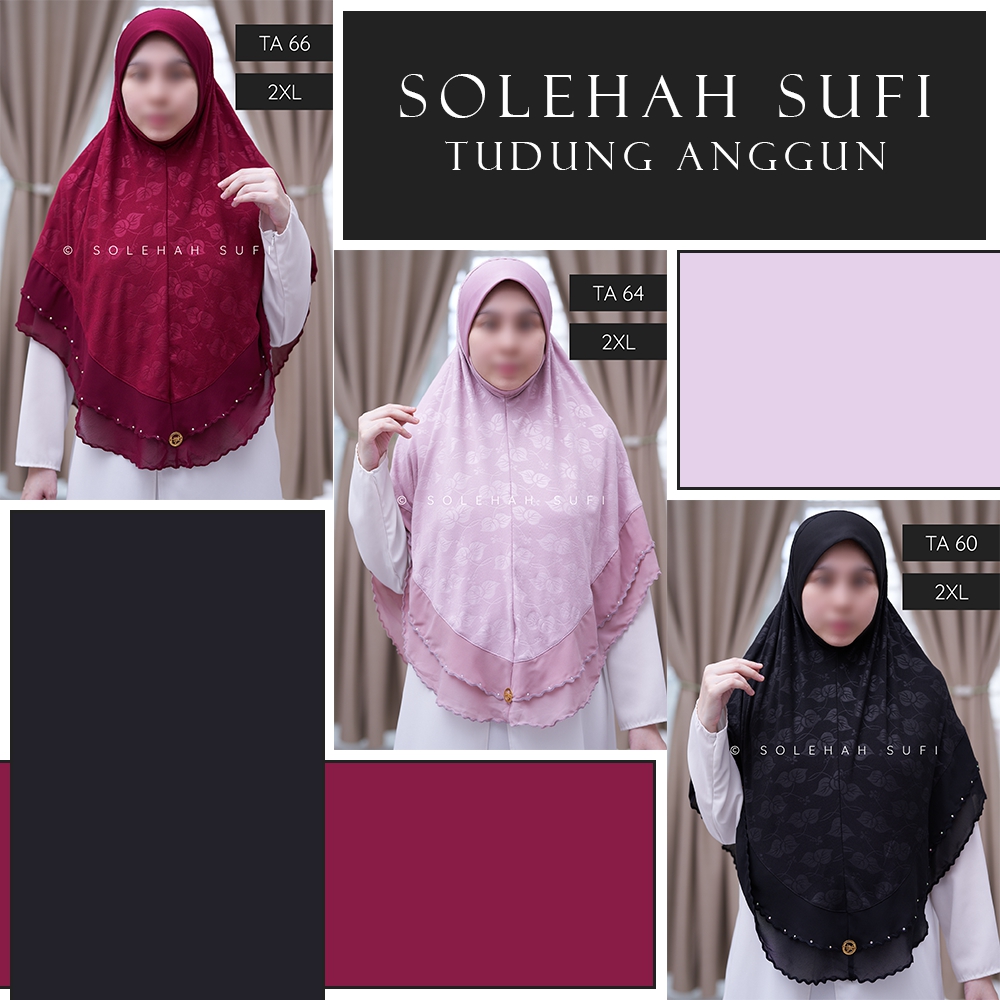 TA 66
2XL
SOLEHAH SUFI
TUDUNG ANGGUN
© SOLEHAH SUFI
TA 64
2XL
© SOLEHAH SUFI
TA 60
2XL
© SOLEHAH SUFI